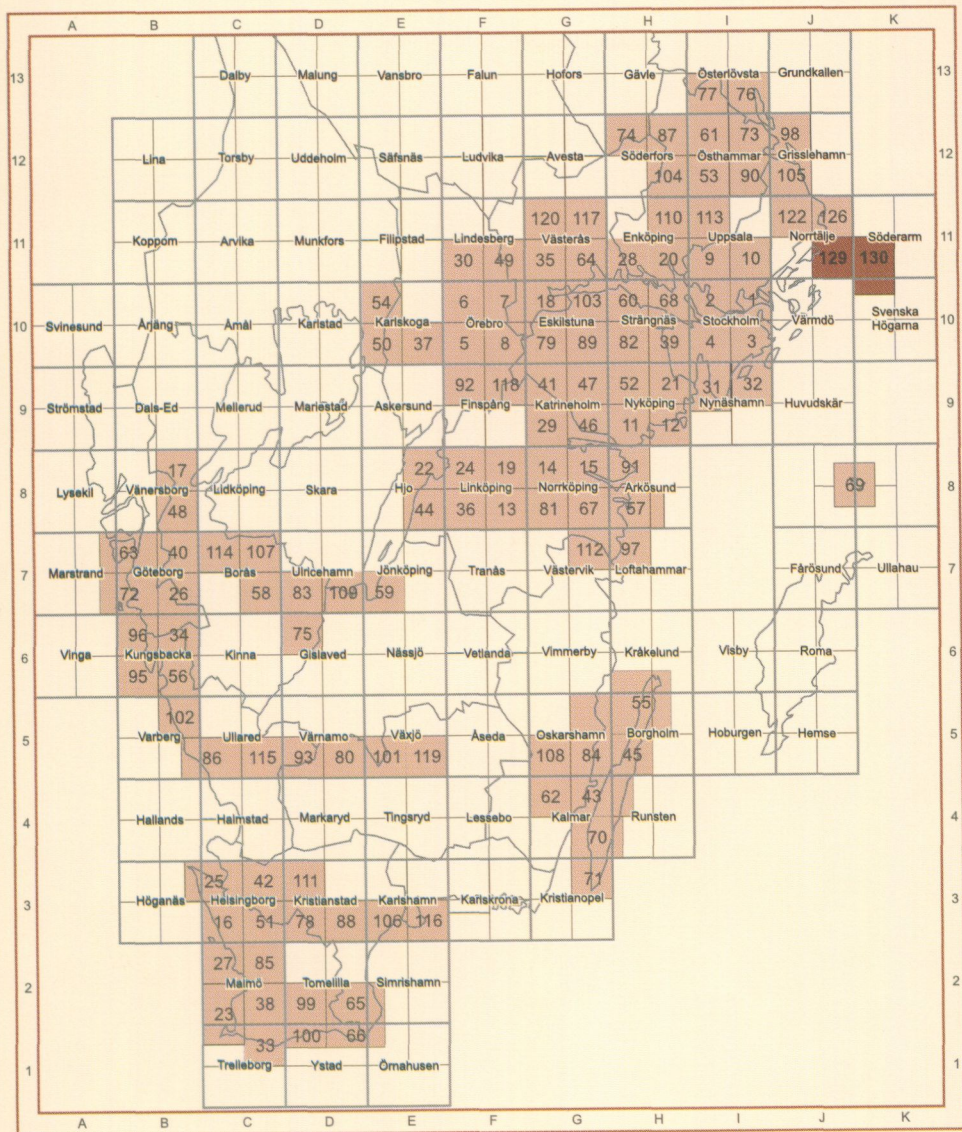 A B C D E F G H I J K
13 Dalby Malung Vansbro Falun Hofors Gävle Österlövsta Grundkallen 13
77 76
74 87 61 73 98
12 Lina Torsby Uddeholm Säfsnäs Ludvika Avesta Söderfors Östhammar Grisslehamn 12
104 53 90 105
120 117 110 113 122 126
11 Koppom Arvika Munkfors Filipstad Lindesberg Västerås Enköping Uppsala Norrtälje Söderarm 11
30 49 35 64 28 20 9 10 129 130
54 6 7 18 103 60 68 2 1
10 Svinesund Årjäng Åmål Karlstad Karlskoga Örebro Eskilstuna Strängnäs Stockholm Värmdö Svenska Högarna 10
50 37 5 8 79 89 82 39 4 3
92 118 41 47 52 21 31 32
9 Strömstad Dals-Ed Mellerud Mariestad Askersund Finspång Katrineholm Nyköping Nynäshamn Huvudskär 9
29 46 11 12
17 22 24 19 14 15 91
8 Lysekil Vänersborg Lidköping Skara Hjo Linköping Norrköping Arkösund 69 8
48 44 36 13 81 67 57
63 40 114 107 112 97
7 Marstrand Göteborg Borås Ulricehamn Jönköping Tranås Västervik Loftahammar Fårösund Ullahau 7
72 26 58 83 109 59
96 34 75
6 Vinga Kungsbacka Kinna Gislaved Nässjö Vetlanda Vimmerby Kråkelund Visby Roma 6
95 56
102 55
5 Varberg Ullared Värnamo Växjö Åseda Oskarshamn Borgholm Hoburgen Hemse 5
86 115 93 80 101 119 108 84 45
62 43
4 Hallands Halmstad Markaryd Tingsryd Lessebo Kalmar Runsten 4
70
25 42 111 71
3 Höganäs Helsingborg Kristianstad Karlshamn Karlskrona Kristianopel 3
16 51 78 88 106 116
27 85
2 Malmö Tomelilla Simrishamn 2
23 38 99 65
33 100 66
1 Trelleborg Ystad Örnahusen 1
A B C D E F G H I J K